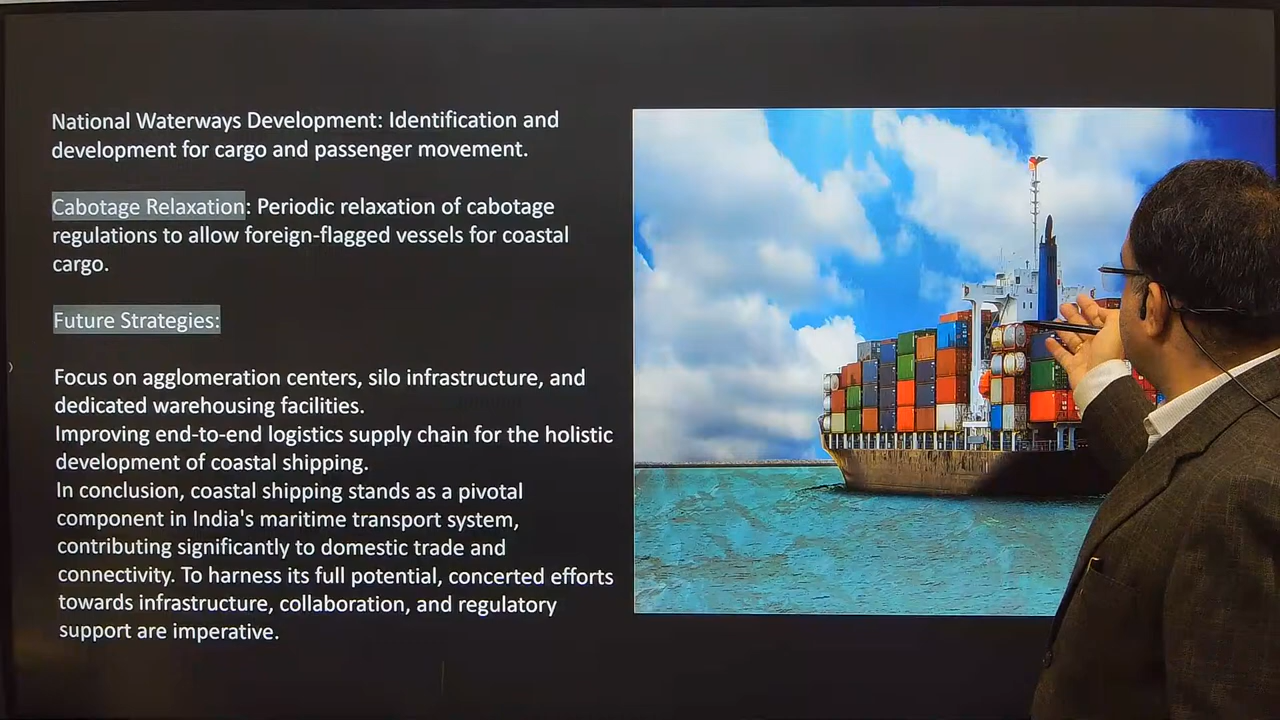 National Waterways Development: Identification and
development for cargo and passenger movement.
Cabotage Relaxation: Periodic relaxation of cabotage
regulations to allow foreign-flagged vessels for coastal
cargo.
Future Strategies:
Focus on agglomeration centers, silo infrastructure, and
dedicated warehousing facilities.
Improving end-to-end logistics supply chain for the holistic
development of coastal shipping.
In conclusion, coastal shipping stands as a pivotal
component in India's maritime transport system,
contributing significantly to domestic trade and
connectivity. To harness its full potential, concerted efforts
towards infrastructure, collaboration, and regulatory
support are imperative.